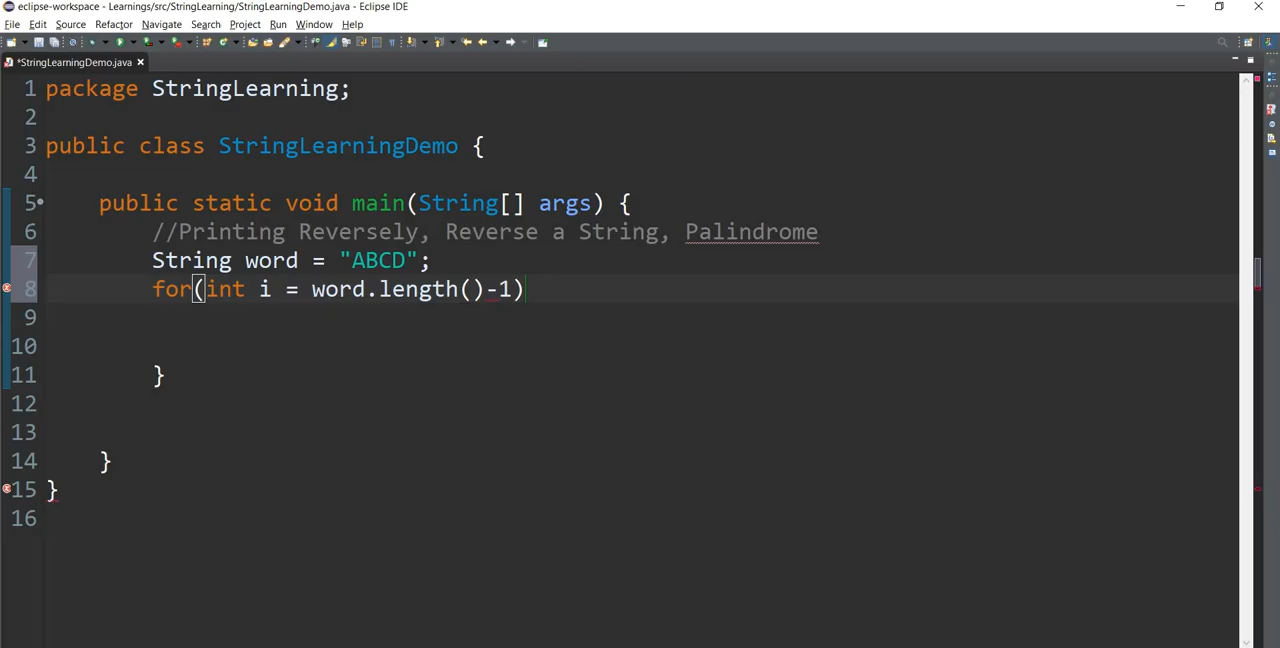 eclipse-workspace - Learnings/src/StringLearning/StringLearningDemo.java - Eclipse IDE
File Edit Source Refactor Navigate Search Project Run Window Help
*StringLearningDemo.java
1 package StringLearning;
2
3 public class StringLearningDemo {
4
5 public static void main(String[] args) {
6 //Printing Reversely, Reverse a String, Palindrome
7 String word = "ABCD";
8 for(int i = word.length()-1)
9
10
11 }
12
13
14 }
15 }
16